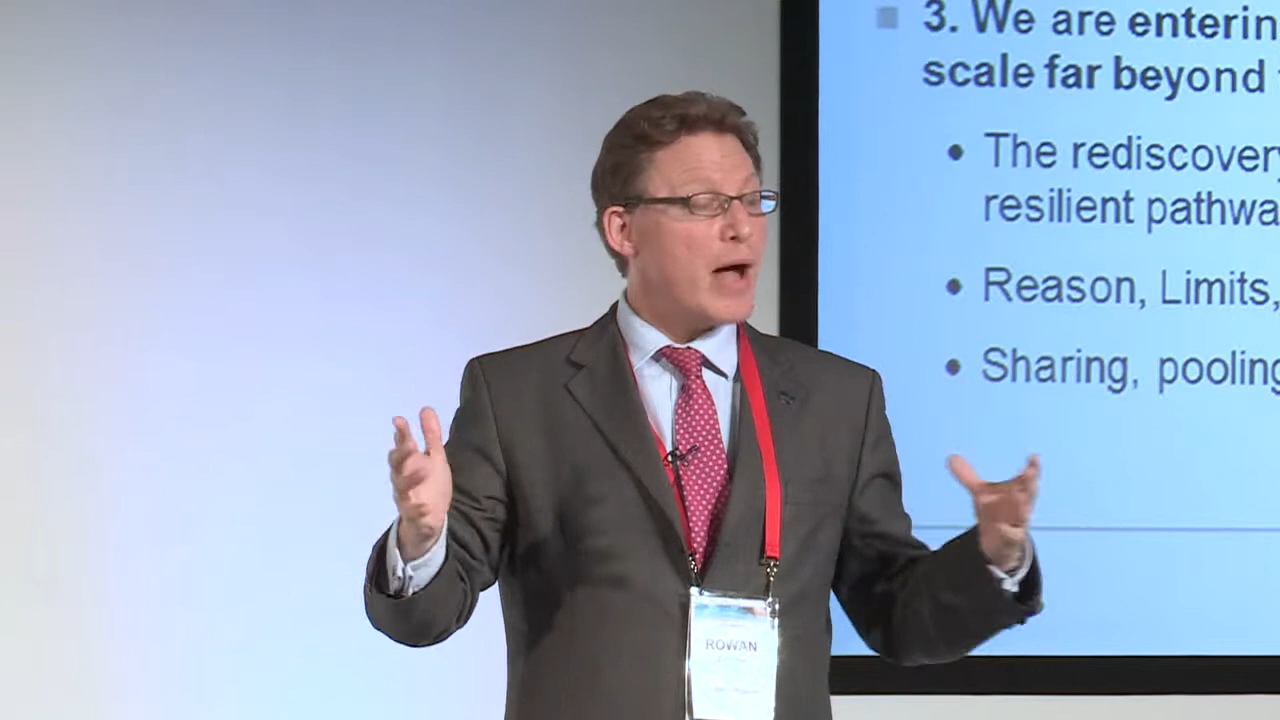 3. We are enterin
scale far beyond
The rediscovery
resilient pathwa
Reason, Limits,
Sharing, pooling
ROWAN